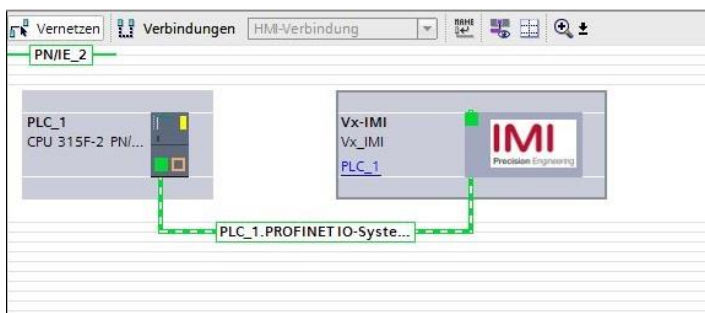 Vernetzen Verbindungen HMI-Verbindung NAME
PN/IE_2
PLC_1
CPU 315F-2 PN/...
Vx-IMI
Vx_IMI
PLC_1
IMI
Precision Engineering
PLC_1.PROFINET IO-Syste...